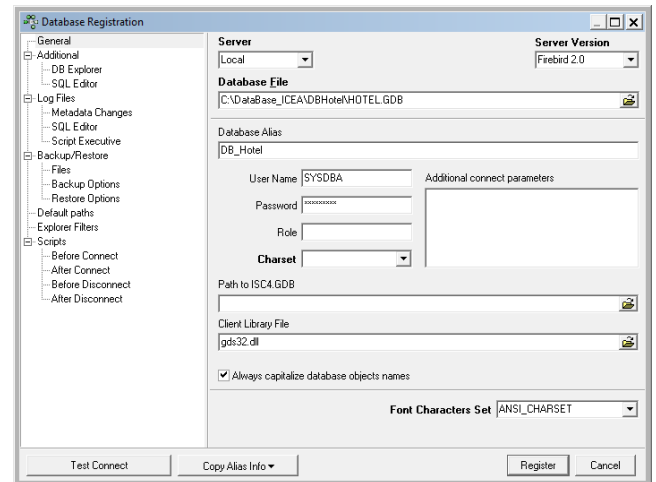 Database Registration
General
Additional
DB Explorer
SQL Editor
Log Files
Metadata Changes
SQL Editor
Script Executive
Backup/Restore
Files
Backup Options
Restore Options
Default paths
Explorer Filters
Scripts
Before Connect
After Connect
Before Disconnect
After Disconnect
Server
Server Version
Local
Firebird 2.0
Database File
C:\DataBase_ICEA\DBHotel\HOTEL.GDB
Database Alias
DB_Hotel
User Name SYSDBA
Additional connect parameters
Password xxxxxxxxx
Role
Charset
Path to ISC4.GDB
Client Library File
gds32.dll
Always capitalize database objects names
Font Characters Set ANSI_CHARSET
Test Connect
Copy Alias Info
Register
Cancel